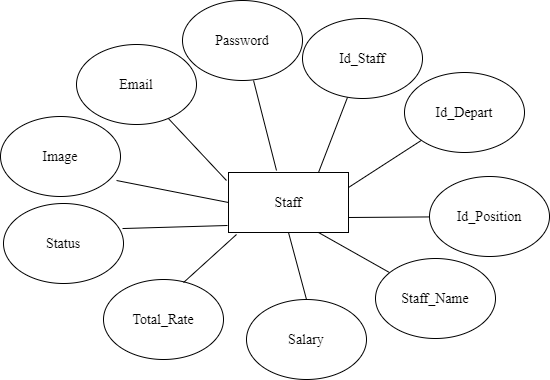 Password
Id_Staff
Email
Id_Depart
Image
Staff
Id_Position
Status
Staff_Name
Total_Rate
Salary